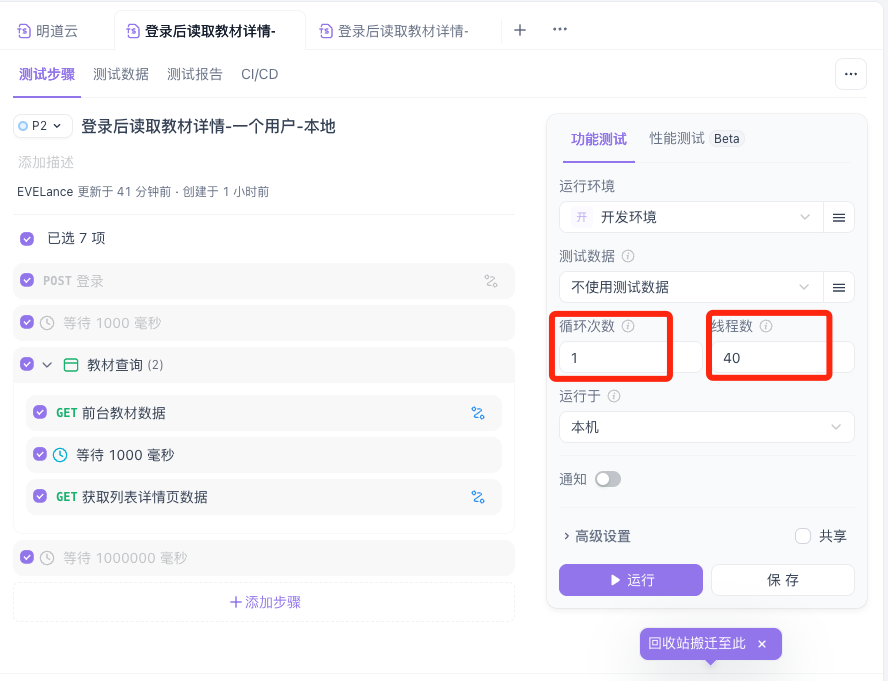 明道云
登录后读取教材详情-
登录后读取教材详情-
测试步骤 测试数据 测试报告 CI/CD
P2 登录后读取教材详情-一个用户-本地
添加描述
EVELance 更新于 41 分钟前 · 创建于 1 小时前
已选 7 项
POST 登录
等待 1000 毫秒
教材查询 (2)
GET 前台教材数据
等待 1000 毫秒
GET 获取列表详情页数据
等待 1000000 毫秒
添加步骤
功能测试 性能测试 Beta
运行环境
开 开发环境
测试数据
不使用测试数据
循环次数 线程数
1 40
运行于
本机
通知
高级设置 共享
运行 保 存
回收站搬迁至此 ×